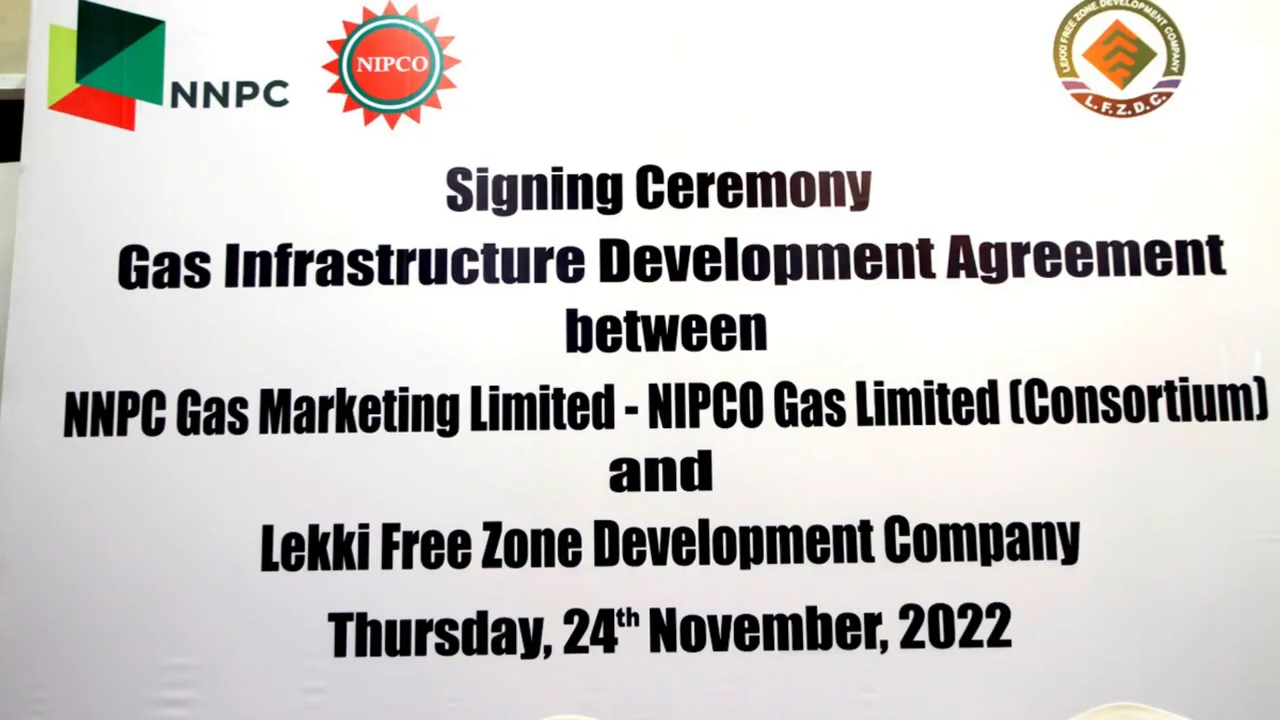 NNPC
NIPCO
LEKKI FREE ZONE DEVELOPMENT COMPANY
L.F.Z.D.C.
Signing Ceremony
Gas Infrastructure Development Agreement
between
NNPC Gas Marketing Limited - NIPCO Gas Limited (Consortium)
and
Lekki Free Zone Development Company
Thursday, 24th November, 2022